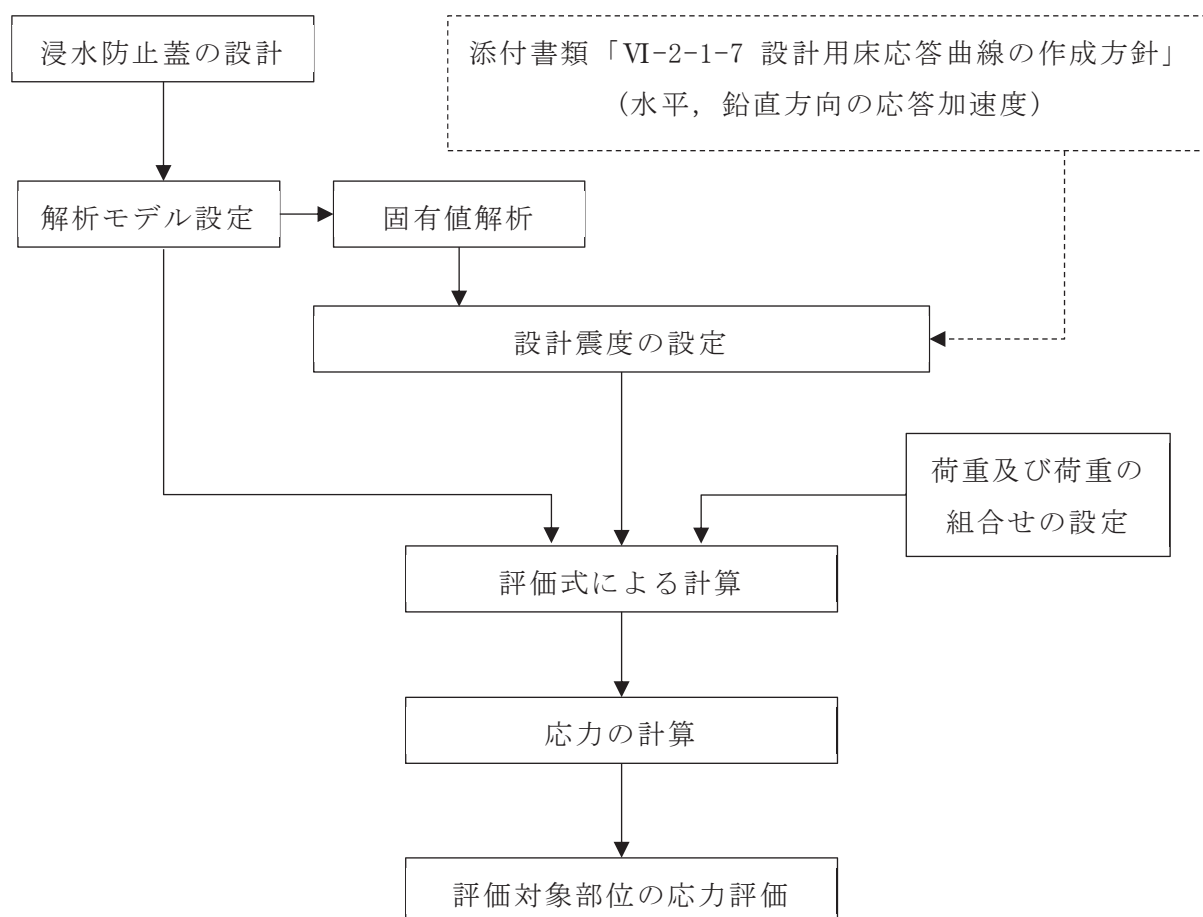 浸水防止蓋の設計
添付書類「Ⅵ-2-1-7 設計用床応答曲線の作成方針」
(水平，鉛直方向の応答加速度)
解析モデル設定
固有値解析
設計震度の設定
荷重及び荷重の
組合せの設定
評価式による計算
応力の計算
評価対象部位の応力評価